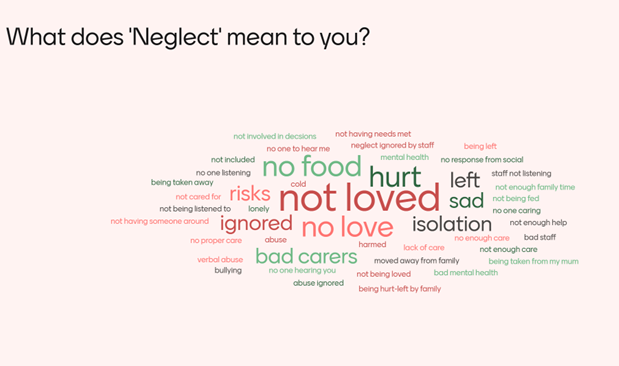 What does 'Neglect' mean to you?
not having needs met
not involved in decsions
neglect ignored by staff
being left
no one to hear me
mental health
no response from social
not included
no food
hurt
no one listening
staff not listening
left
being taken away
cold
not enough family time
risks
not loved
sad
not cared for
not being fed
not being listened to
lonely
no one caring
not having someone around
ignored
no love
isolation
not enough help
no proper care
abuse
no enough care
bad staff
harmed
lack of care
not enough care
verbal abuse
bad carers
moved away from family
being taken from my mum
bullying
no one hearing you
not being loved
bad mental health
abuse ignored
being hurt-left by family